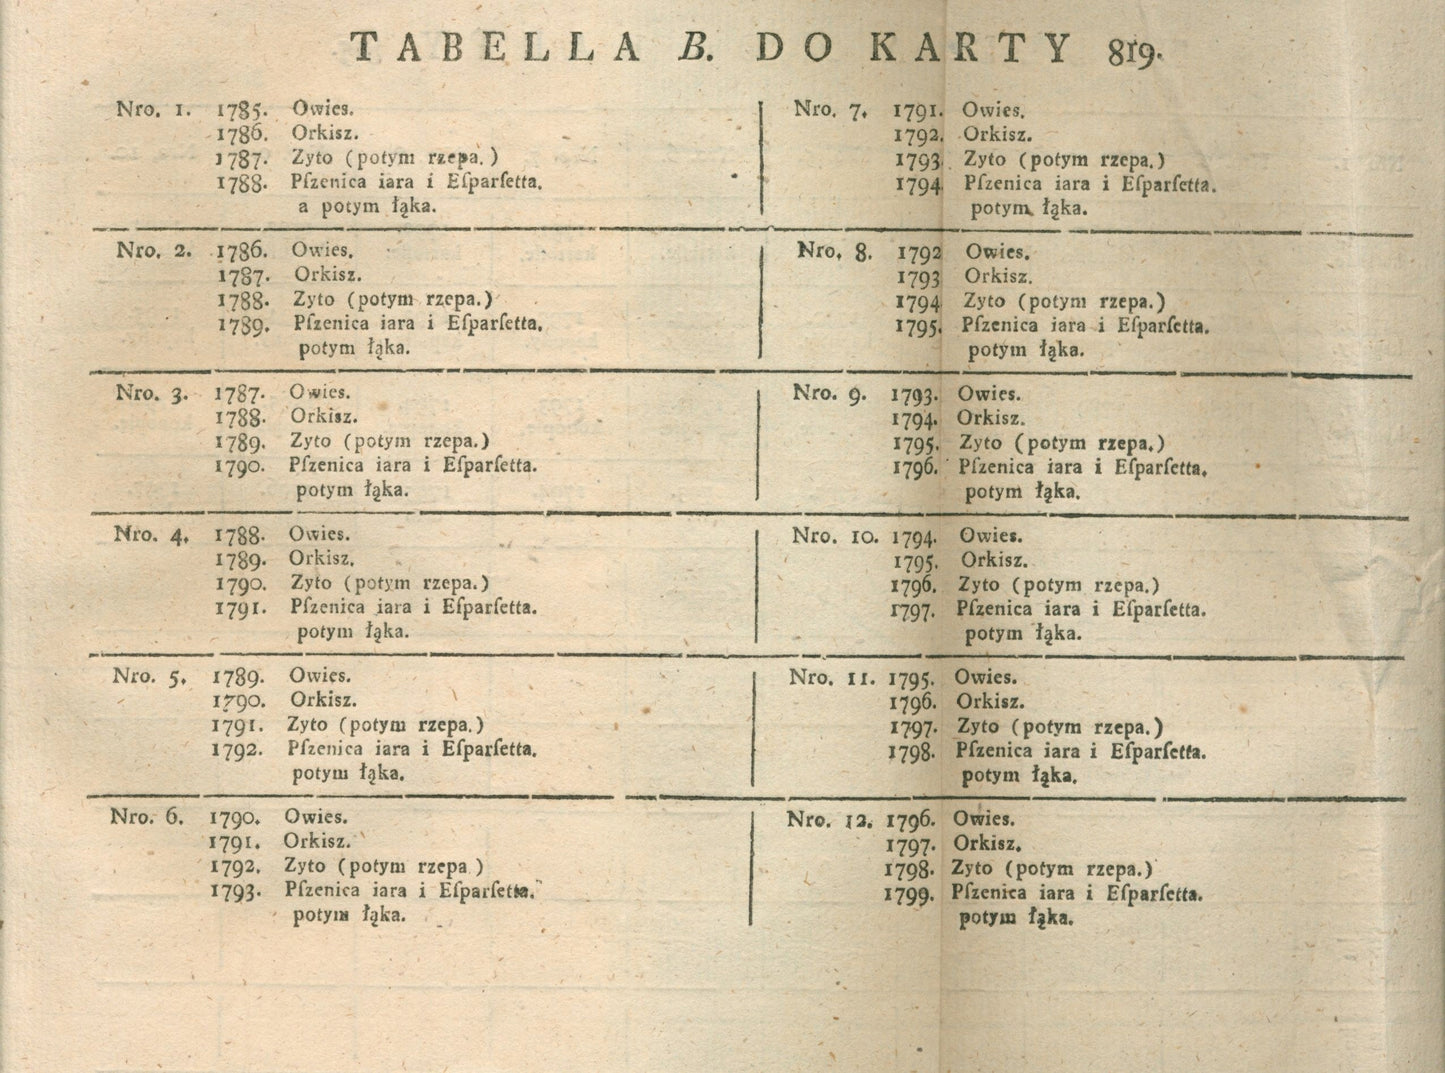 TABELLA B. DO KARTY 819.
Nro. 1. 1785. Owies.
1786. Orkisz.
1787. Zyto (potym rzepa.)
1788. Pſzenica iara i Eſparſetta.
a potym łąka.
Nro. 2. 1786. Owies.
1787. Orkisz.
1788. Zyto (potym rzepa.)
1789. Pſzenica iara i Eſparſetta.
potym łąka.
Nro. 3. 1787. Owies.
1788. Orkisz.
1789. Zyto (potym rzepa.)
1790. Pſzenica iara i Eſparſetta.
potym łąka.
Nro. 4. 1788. Owies.
1789. Orkisz.
1790. Zyto (potym rzepa.)
1791. Pſzenica iara i Eſparſetta.
potym łąka.
Nro. 5. 1789. Owies.
1790. Orkisz.
1791. Zyto (potym rzepa.)
1792. Pſzenica iara i Eſparſetta.
potym łąka.
Nro. 6. 1790. Owies.
1791. Orkisz.
1792. Zyto (potym rzepa )
1793. Pſzenica iara i Eſparſetta.
potym łąka.
Nro. 7. 1791. Owies.
1792. Orkisz.
1793. Zyto (potym rzepa.)
1794 Pſzenica iara i Eſparſetta.
potym łąka.
Nro. 8. 1792 Owies.
1793 Orkisz.
1794 Zyto (potym rzepa.)
1795. Pſzenica iara i Eſparſetta.
potym łąka.
Nro. 9. 1793. Owies.
1794. Orkisz.
1795. Zyto (potym rzepa.)
1796. Pſzenica iara i Eſparſetta.
potym łąka.
Nro. 10. 1794. Owies.
1795. Orkisz.
1796. Zyto (potym rzepa.)
1797. Pſzenica iara i Eſparſetta.
potym łąka.
Nro. 11. 1795. Owies.
1796. Orkisz.
1797. Zyto (potym rzepa.)
1798. Pſzenica iara i Eſparſetta.
potym łąka.
Nro. 12. 1796. Owies.
1797. Orkisz.
1798. Zyto (potym rzepa.)
1799. Pſzenica iara i Eſparſetta.
potym łąka.